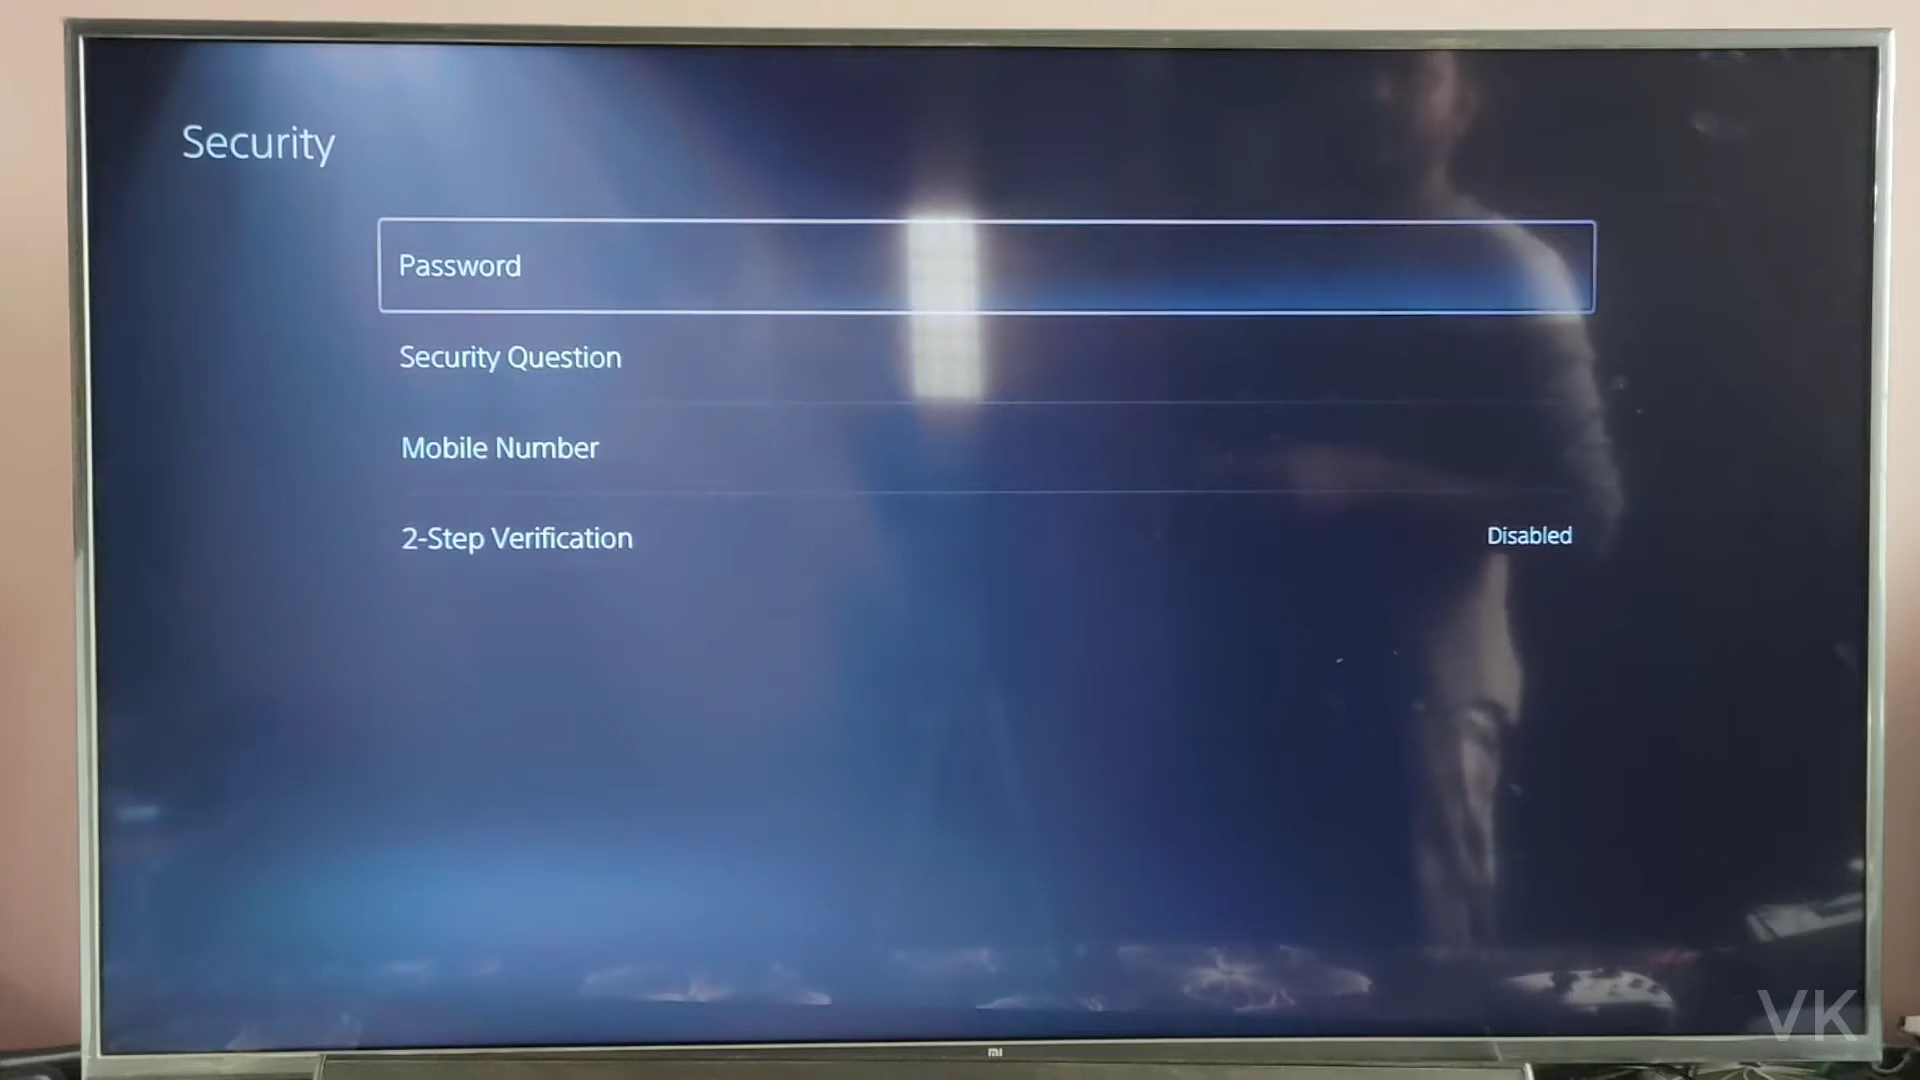 Security
Password
Security Question
Mobile Number
2-Step Verification
Disabled
mi
VK